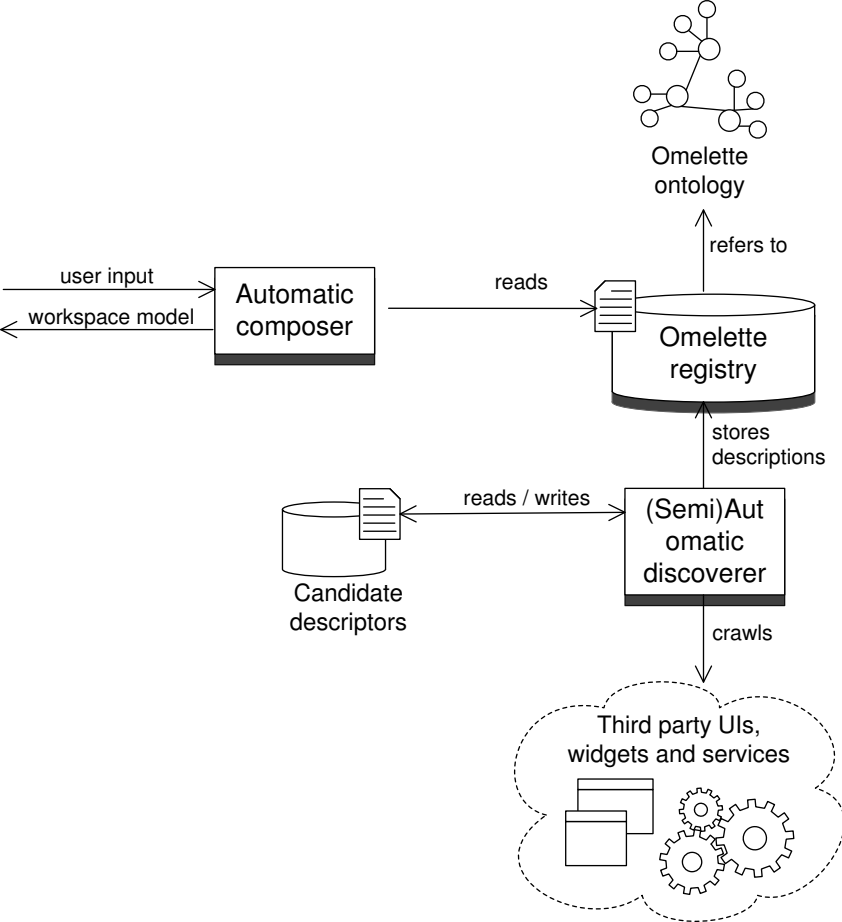 Omelette
ontology
refers to
user input
workspace model
Automatic
composer
reads
Omelette
registry
stores
descriptions
reads / writes
(Semi)Aut
omatic
discoverer
Candidate
descriptors
crawls
Third party UIs,
widgets and services